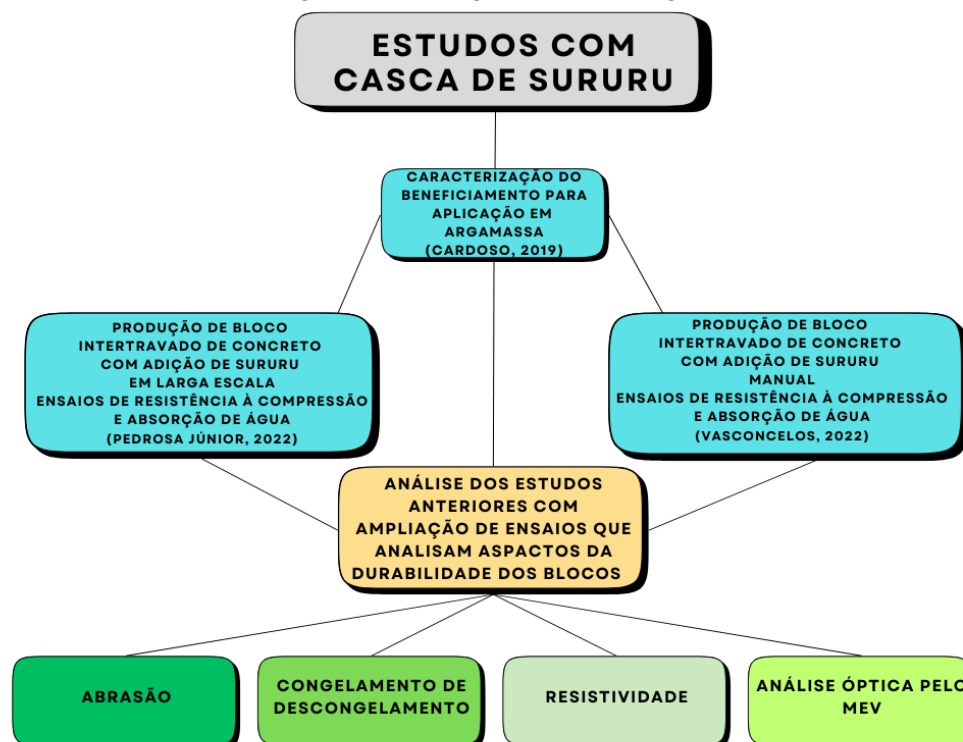 ESTUDOS COM
CASCA DE SURURU
CARACTERIZAÇÃO DO
BENEFICIAMENTO PARA
APLICAÇÃO EM
ARGAMASSA
(CARDOSO, 2019)
PRODUÇÃO DE BLOCO
INTERTRAVADO DE CONCRETO
COM ADIÇÃO DE SURURU
EM LARGA ESCALA
ENSAIOS DE RESISTÊNCIA À COMPRESSÃO
E ABSORÇÃO DE ÁGUA
(PEDROSA JÚNIOR, 2022)
PRODUÇÃO DE BLOCO
INTERTRAVADO DE CONCRETO
COM ADIÇÃO DE SURURU
MANUAL
ENSAIOS DE RESISTÊNCIA À COMPRESSÃO
E ABSORÇÃO DE ÁGUA
(VASCONCELOS, 2022)
ANÁLISE DOS ESTUDOS
ANTERIORES COM
AMPLIAÇÃO DE ENSAIOS QUE
ANALISAM ASPACTOS DA
DURABILIDADE DOS BLOCOS
ABRASÃO
CONGELAMENTO DE
DESCONGELAMENTO
RESISTIVIDADE
ANÁLISE ÓPTICA PELO
MEV